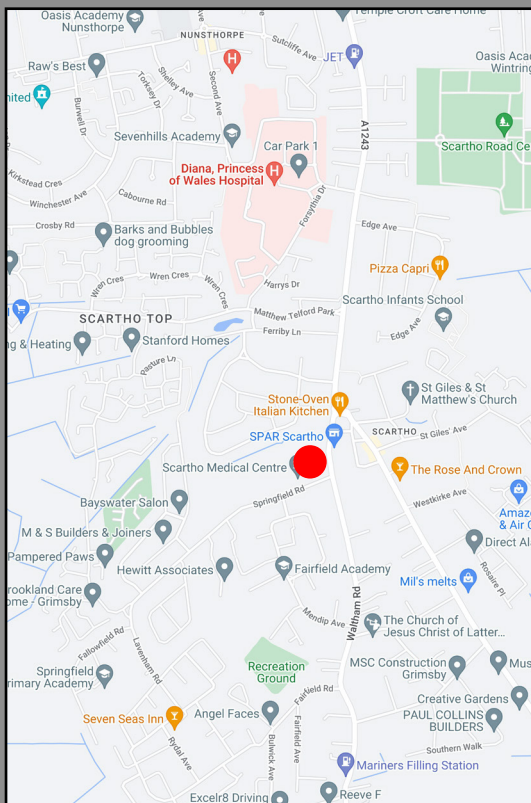 Oasis Academy
Nunsthorpe
Temple Croft Care Home
NUNSTHORPE
Sutcliffe Ave
Ave
JET
Oasis Aca
Wintring
Raw's Best
Shelley Ave
Torksey Dr
Second Ave
nited
Burwell Dr
A1243
Sevenhills Academy
Car Park 1
Scartho Road Ce
Diana, Princess
of Wales Hospital
Kirkstead Cres
Forsythia Dr
Winchester Ave
Cabourne Rd
Crosby Rd
Barks and Bubbles
dog grooming
Edge Ave
Pizza Capri
Wren Cres
Wren Cres
Wren Cres
Harrys Dr
Scartho Infants School
SCARTHO TOP
Matthew Telford Park
Ferriby Ln
Edge Ave
ng & Heating
Stanford Homes
Pasture Ln
St Giles & St
Matthew's Church
Stone-Oven
Italian Kitchen
SPAR Scartho
SCARTHO
St Giles' Ave
Scartho Medical Centre
The Rose And Crown
Springfield Rd
Westkirke Ave
Bayswater Salon
Amaz
& Air C
M & S Builders & Joiners
Direct Ala
Pampered Paws
Hewitt Associates
Fairfield Academy
Rosaire Pl
Mil's melts
rookland Care
ome - Grimsby
Waltham Rd
Mendip Ave
The Church of
Jesus Christ of Latter...
Fallowfield Rd
Lavenham Rd
MSC Construction
Grimsby
Mus
Springfield
rimary Academy
Recreation
Ground
Fairfield Rd
Creative Gardens
Seven Seas Inn
Angel Faces
PAUL COLLINS
BUILDERS
Rydal Ave
Bulwick Ave
Fairfield Ave
Southern Walk
Mariners Filling Station
Excelr8 Driving
Reeve F